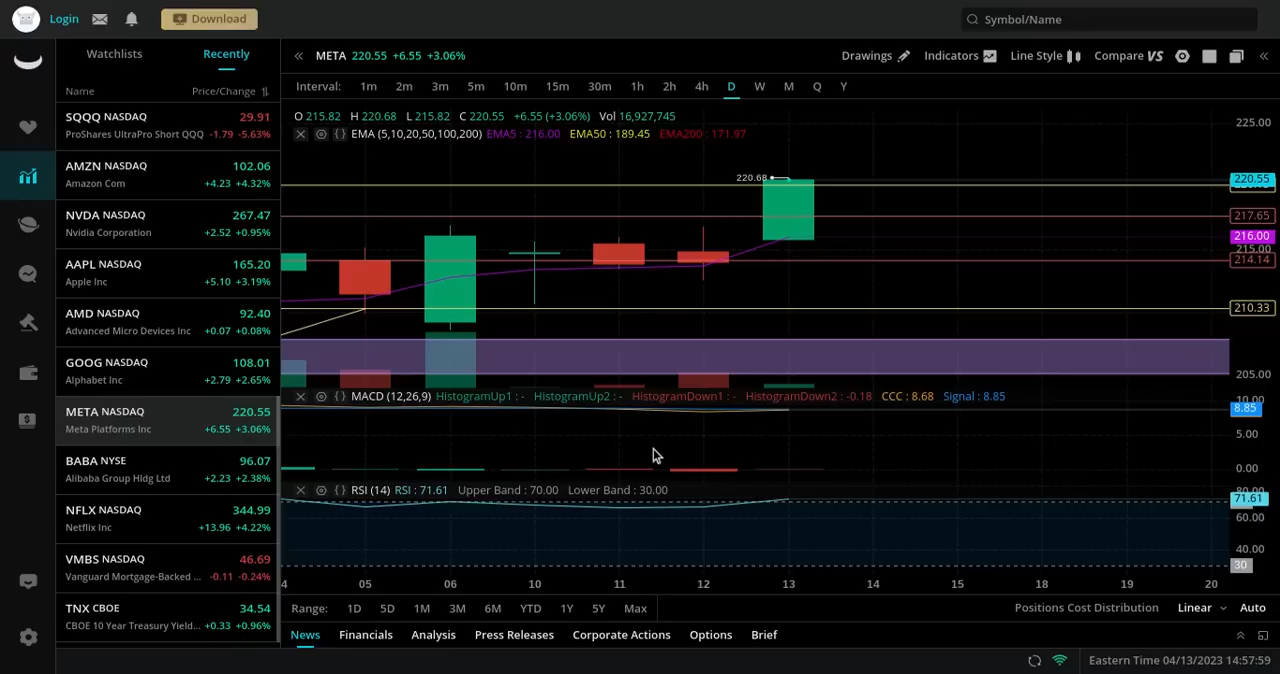 Login Download Symbol/Name
Watchlists Recently
Name Price/Change
SQQQ NASDAQ 29.91
ProShares UltraPro Short QQQ -1.79 -5.63%
AMZN NASDAQ 102.06
Amazon Com +4.23 +4.32%
NVDA NASDAQ 267.47
Nvidia Corporation +2.52 +0.95%
AAPL NASDAQ 165.20
Apple Inc +5.10 +3.19%
AMD NASDAQ 92.40
Advanced Micro Devices Inc +0.07 +0.08%
GOOG NASDAQ 108.01
Alphabet Inc +2.79 +2.65%
META NASDAQ 220.55
Meta Platforms Inc +6.55 +3.06%
BABA NYSE 96.07
Alibaba Group Hldg Ltd +2.23 +2.38%
NFLX NASDAQ 344.99
Netflix Inc +13.96 +4.22%
VMBS NASDAQ 46.69
Vanguard Mortgage-Backed ... -0.11 -0.24%
TNX CBOE 34.54
CBOE 10 Year Treasury Yield... +0.33 +0.96%
META 220.55 +6.55 +3.06% Drawings Indicators Line Style Compare VS
Interval: 1m 2m 3m 5m 10m 15m 30m 1h 2h 4h D W M Q Y
O 215.82 H 220.68 L 215.82 C 220.55 +6.55 (+3.06%) Vol 16,927,745
EMA (5,10,20,50,100,200) EMA5 : 216.00 EMA50 : 189.45 EMA200 : 171.97
225.00
220.68
220.55
217.65
216.00
215.00
214.14
210.33
205.00
MACD (12,26,9) HistogramUp1 : - HistogramUp2 : - HistogramDown1 : - HistogramDown2 : -0.18 CCC : 8.68 Signal : 8.85
10.00
8.85
5.00
0.00
RSI (14) RSI : 71.61 Upper Band : 70.00 Lower Band : 30.00
80.00
71.61
60.00
40.00
30
4 05 06 10 11 12 13 14 15 18 19 20
Range: 1D 5D 1M 3M 6M YTD 1Y 5Y Max Positions Cost Distribution Linear Auto
News Financials Analysis Press Releases Corporate Actions Options Brief
Eastern Time 04/13/2023 14:57:59